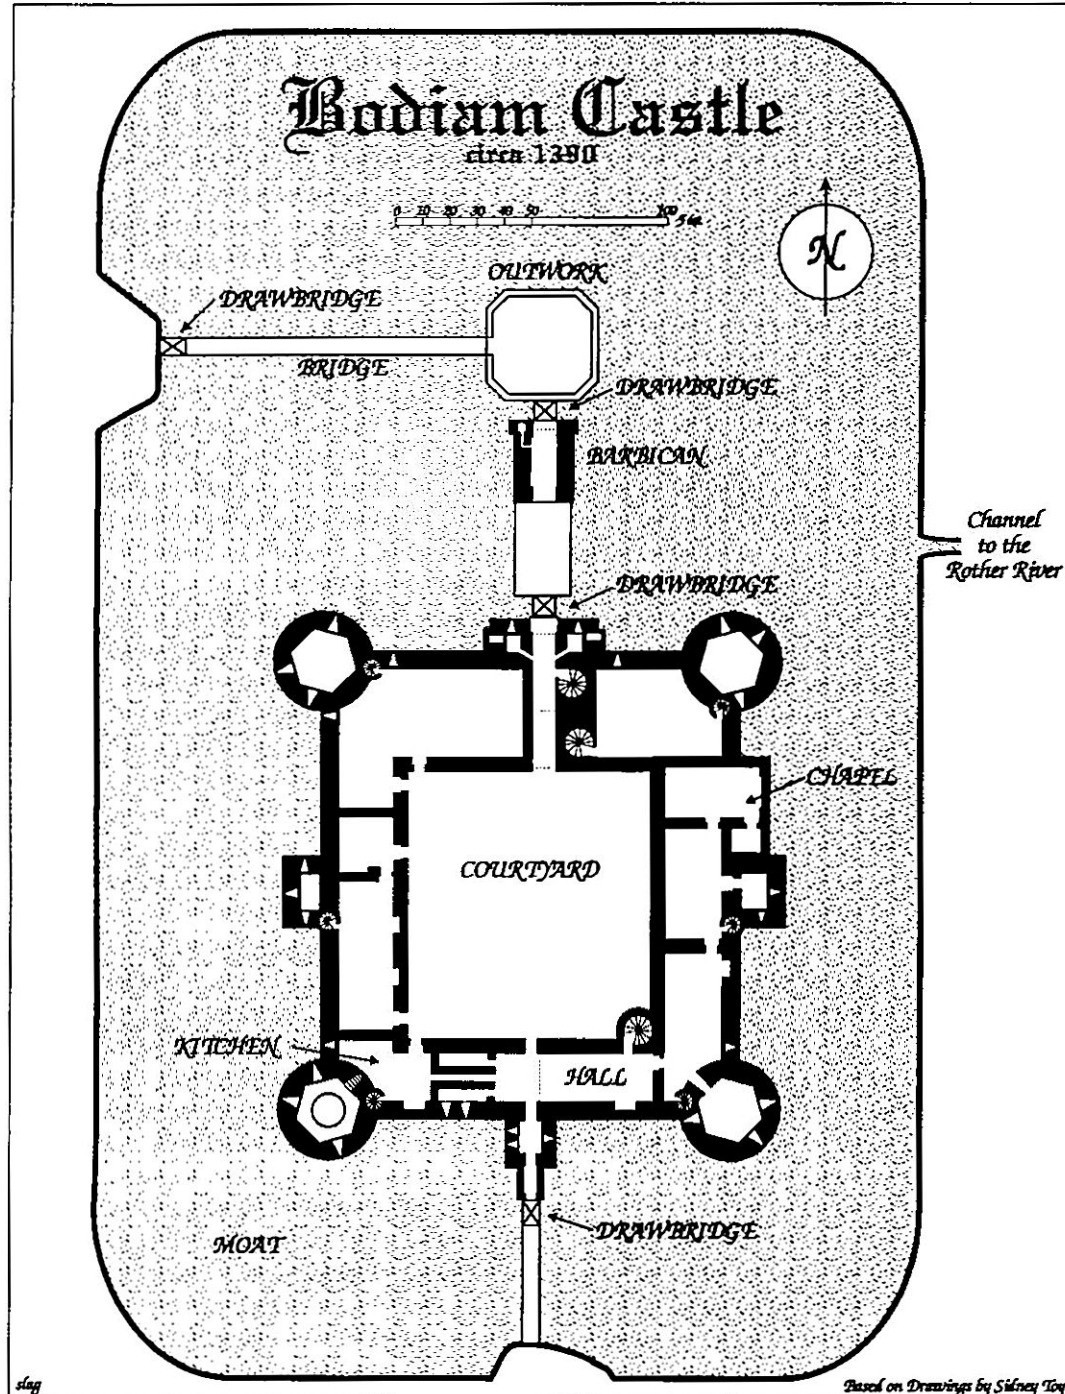 Bodiam Castle
circa 1390
0 10 20 30 40 50 100
N
OUTWORK
DRAWBRIDGE
BRIDGE
DRAWBRIDGE
BARBICAN
Channel
to the
Rother River
DRAWBRIDGE
CHAPEL
COURTYARD
KITCHEN
HALL
DRAWBRIDGE
MOAT
slag
Based on Drawings by Sidney Toy